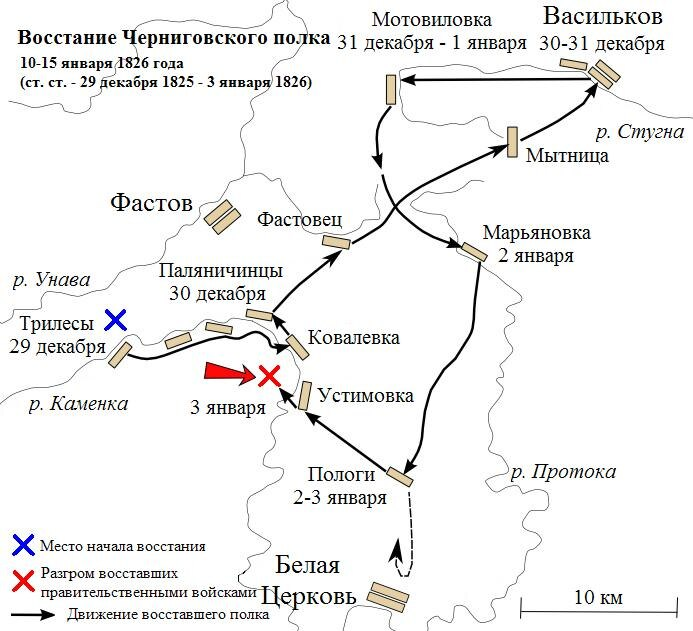 Восстание Черниговского полка
10-15 января 1826 года
(ст. ст. - 29 декабря 1825 - 3 января 1826)
Мотовиловка
31 декабря - 1 января
Васильков
30-31 декабря
р. Стугна
Мытница
Фастов
Фастовец
Марьяновка
2 января
р. Унава
Паляничинцы
30 декабря
Трилесы
29 декабря
Ковалевка
р. Каменка
3 января
Устимовка
Пологи
2-3 января
р. Протока
Место начала восстания
Разгром восставших
правительственными войсками
Движение восставшего полка
Белая
Церковь
10 км